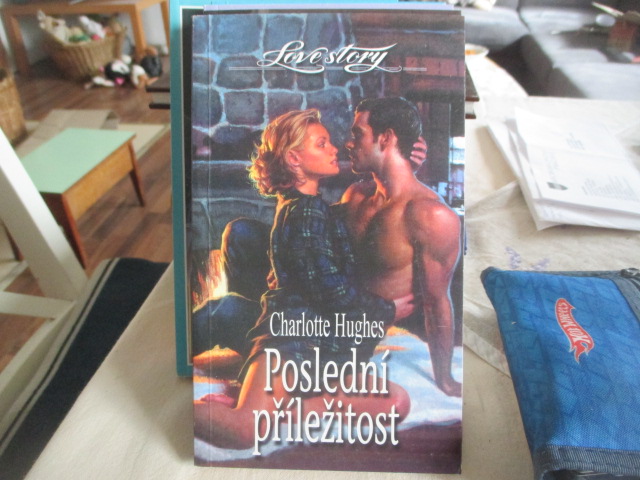 Love story
Charlotte Hughes
Poslední
příležitost